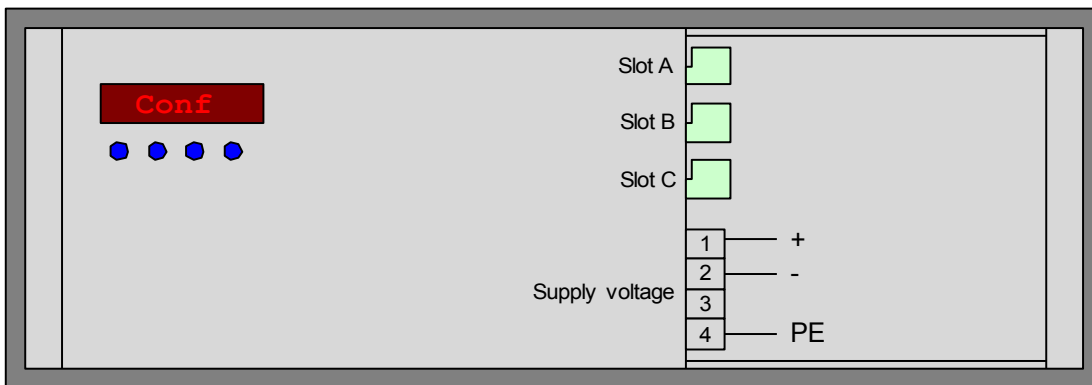 Slot A
Conf
Slot B
Slot C
1 +
2 -
Supply voltage
3
4 PE